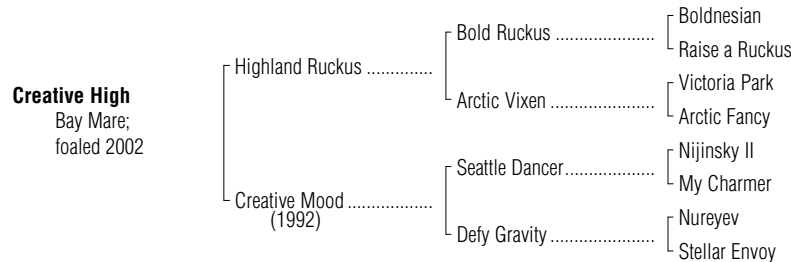 Boldnesian
Bold Ruckus ....................
Raise a Ruckus
Highland Ruckus .............
Victoria Park
Arctic Vixen .....................
Arctic Fancy
Creative High
Bay Mare;
foaled 2002
Nijinsky II
Seattle Dancer..................
My Charmer
Creative Mood .................
(1992)
Nureyev
Defy Gravity .....................
Stellar Envoy